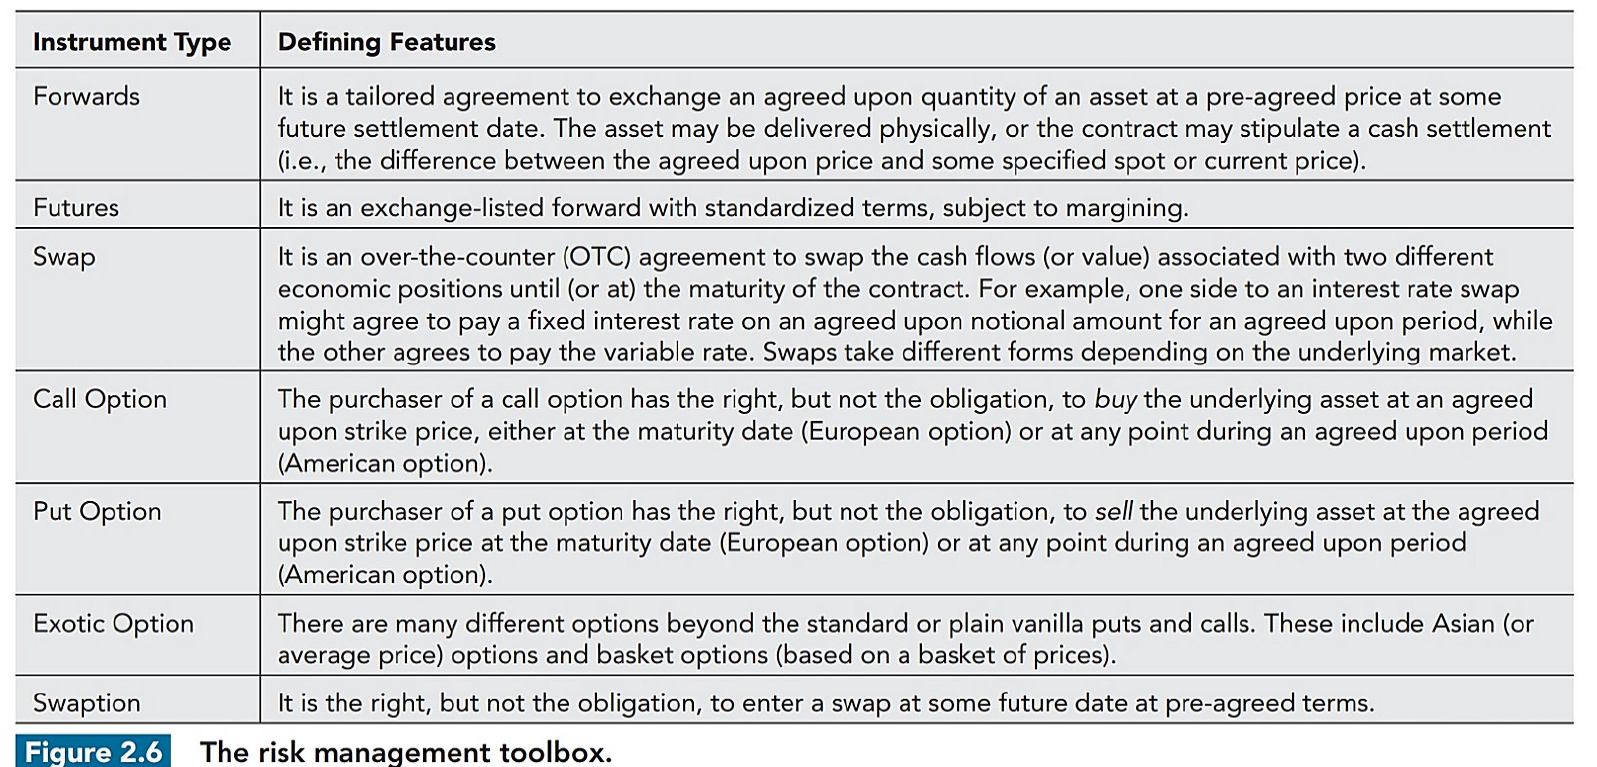 Instrument Type Defining Features
Forwards It is a tailored agreement to exchange an agreed upon quantity of an asset at a pre-agreed price at some
future settlement date. The asset may be delivered physically, or the contract may stipulate a cash settlement
(i.e., the difference between the agreed upon price and some specified spot or current price).
Futures It is an exchange-listed forward with standardized terms, subject to margining.
Swap It is an over-the-counter (OTC) agreement to swap the cash flows (or value) associated with two different
economic positions until (or at) the maturity of the contract. For example, one side to an interest rate swap
might agree to pay a fixed interest rate on an agreed upon notional amount for an agreed upon period, while
the other agrees to pay the variable rate. Swaps take different forms depending on the underlying market.
Call Option The purchaser of a call option has the right, but not the obligation, to buy the underlying asset at an agreed
upon strike price, either at the maturity date (European option) or at any point during an agreed upon period
(American option).
Put Option The purchaser of a put option has the right, but not the obligation, to sell the underlying asset at the agreed
upon strike price at the maturity date (European option) or at any point during an agreed upon period
(American option).
Exotic Option There are many different options beyond the standard or plain vanilla puts and calls. These include Asian (or
average price) options and basket options (based on a basket of prices).
Swaption It is the right, but not the obligation, to enter a swap at some future date at pre-agreed terms.
Figure 2.6 The risk management toolbox.